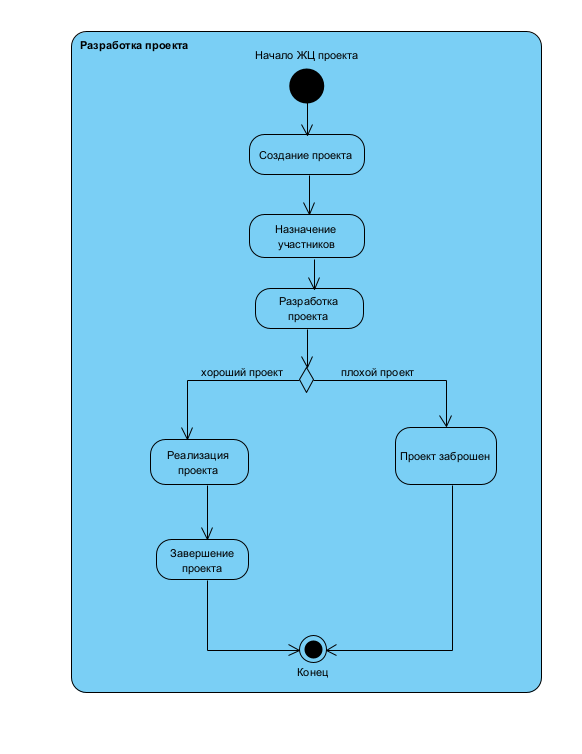 Разработка проекта
Начало ЖЦ проекта
Создание проекта
Назначение
участников
Разработка
проекта
хороший проект
плохой проект
Реализация
проекта
Проект заброшен
Завершение
проекта
Конец